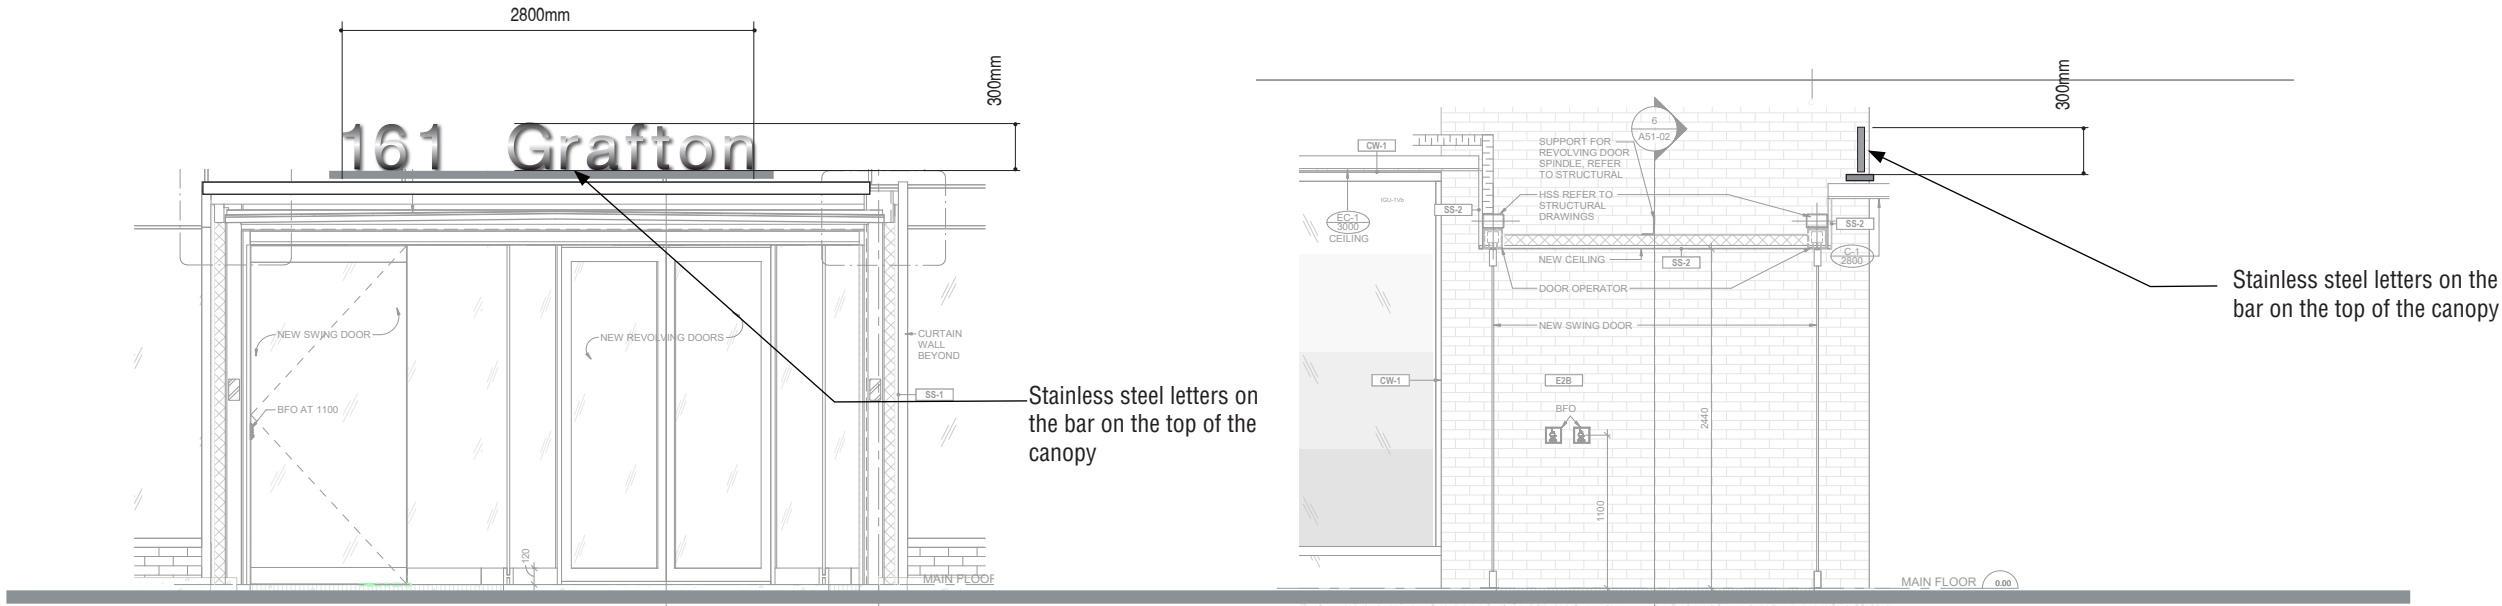 2800mm
300mm
161 Grafton
NEW SWING DOOR
NEW REVOLVING DOORS
CURTAIN
WALL
BEYOND
SS-1
BFO AT 1100
Stainless steel letters on
the bar on the top of the
canopy
120
MAIN FLOOR
300mm
6
A51-02
CW-1
SUPPORT FOR
REVOLVING DOOR
SPINDLE, REFER
TO STRUCTURAL
HSS REFER TO
STRUCTURAL
DRAWINGS
IGU-1Vb
SS-2
EC-1
3000
CEILING
SS-2
C-1
2800
NEW CEILING
SS-2
DOOR OPERATOR
Stainless steel letters on the
bar on the top of the canopy
NEW SWING DOOR
CW-1
E2B
BFO
2440
1100
MAIN FLOOR
0.00